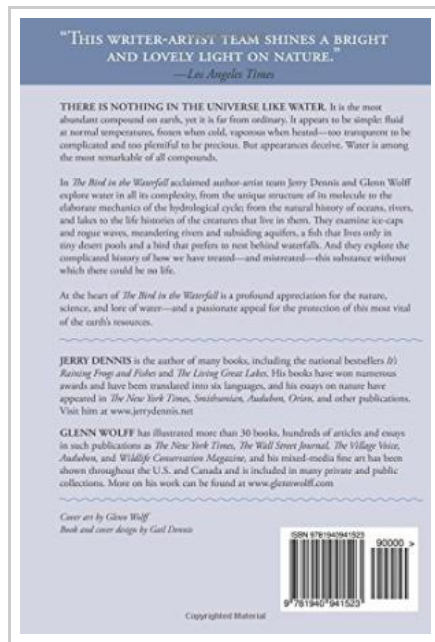 “THIS WRITER-ARTIST TEAM SHINES A BRIGHT
AND LOVELY LIGHT ON NATURE.”
—Los Angeles Times
THERE IS NOTHING IN THE UNIVERSE LIKE WATER. It is the most
abundant compound on earth, yet it is far from ordinary. It appears to be simple: fluid
at normal temperatures, frozen when cold, vaporous when heated—too transparent to be
complicated and too plentiful to be precious. But appearances deceive. Water is among
the most remarkable of all compounds.
In The Bird in the Waterfall acclaimed author-artist team Jerry Dennis and Glenn Wolff
explore water in all its complexity, from the unique structure of its molecule to the
elaborate mechanics of the hydrological cycle; from the natural history of oceans, rivers,
and lakes to the life histories of the creatures that live in them. They examine ice-caps
and rogue waves, meandering rivers and subsiding aquifers, a fish that lives only in
tiny desert pools and a bird that prefers to nest behind waterfalls. And they explore the
complicated history of how we have treated—and mistreated—this substance without
which there could be no life.
At the heart of The Bird in the Waterfall is a profound appreciation for the nature,
science, and lore of water—and a passionate appeal for the protection of this most vital
of the earth's resources.
JERRY DENNIS is the author of many books, including the national bestsellers It's
Raining Frogs and Fishes and The Living Great Lakes. His books have won numerous
awards and have been translated into six languages, and his essays on nature have
appeared in The New York Times, Smithsonian, Audubon, Orion, and other publications.
Visit him at www.jerrydennis.net
GLENN WOLFF has illustrated more than 30 books, hundreds of articles and essays
in such publications as The New York Times, The Wall Street Journal, The Village Voice,
Audubon, and Wildlife Conservation Magazine, and his mixed-media fine art has been
shown throughout the U.S. and Canada and is included in many private and public
collections. More on his work can be found at www.glennwolff.com
Cover art by Glenn Wolff
Book and cover design by Gail Dennis
ISBN 9781940941523
90000 >
9 781940 941523
Copyrighted Material